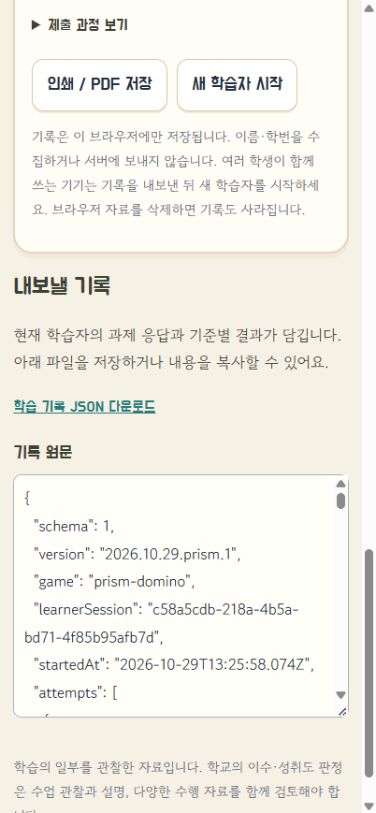 ▶ 제출 과정 보기
인쇄 / PDF 저장
새 학습자 시작
기록은 이 브라우저에만 저장됩니다. 이름·학번을 수
집하거나 서버에 보내지 않습니다. 여러 학생이 함께
쓰는 기기는 기록을 내보낸 뒤 새 학습자를 시작하세
요. 브라우저 자료를 삭제하면 기록도 사라집니다.
내보낼 기록
현재 학습자의 과제 응답과 기준별 결과가 담깁니다.
아래 파일을 저장하거나 내용을 복사할 수 있어요.
학습 기록 JSON 다운로드
기록 원문
{
"schema": 1,
"version": "2026.10.29.prism.1",
"game": "prism-domino",
"learnerSession": "c58a5cdb-218a-4b5a-
bd71-4f85b95afb7d",
"startedAt": "2026-10-29T13:25:58.074Z",
"attempts": [
학습의 일부를 관찰한 자료입니다. 학교의 이수·성취도 판정
은 수업 관찰과 설명, 다양한 수행 자료를 함께 검토해야 합